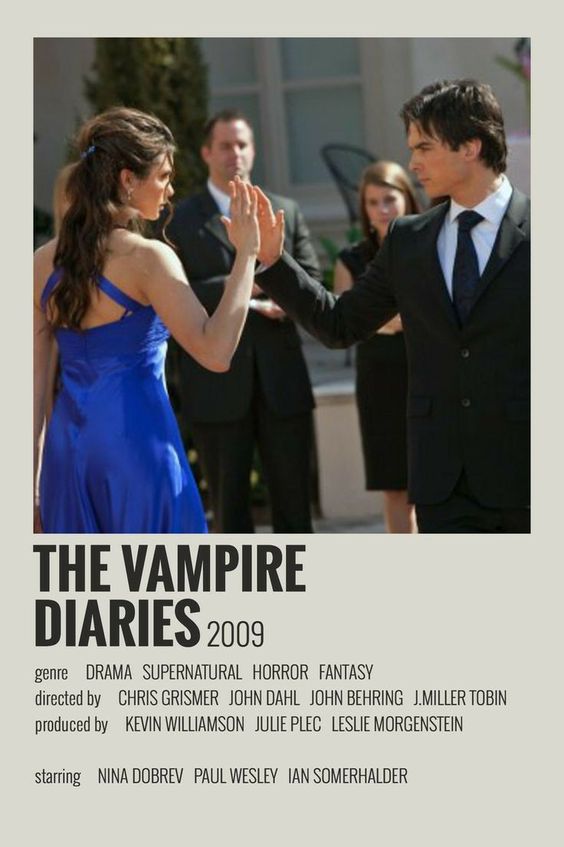 THE VAMPIRE
DIARIES 2009
genre DRAMA SUPERNATURAL HORROR FANTASY
directed by CHRIS GRISMER JOHN DAHL JOHN BEHRING J.MILLER TOBIN
produced by KEVIN WILLIAMSON JULIE PLEC LESLIE MORGENSTEIN
starring NINA DOBREV PAUL WESLEY IAN SOMERHALDER